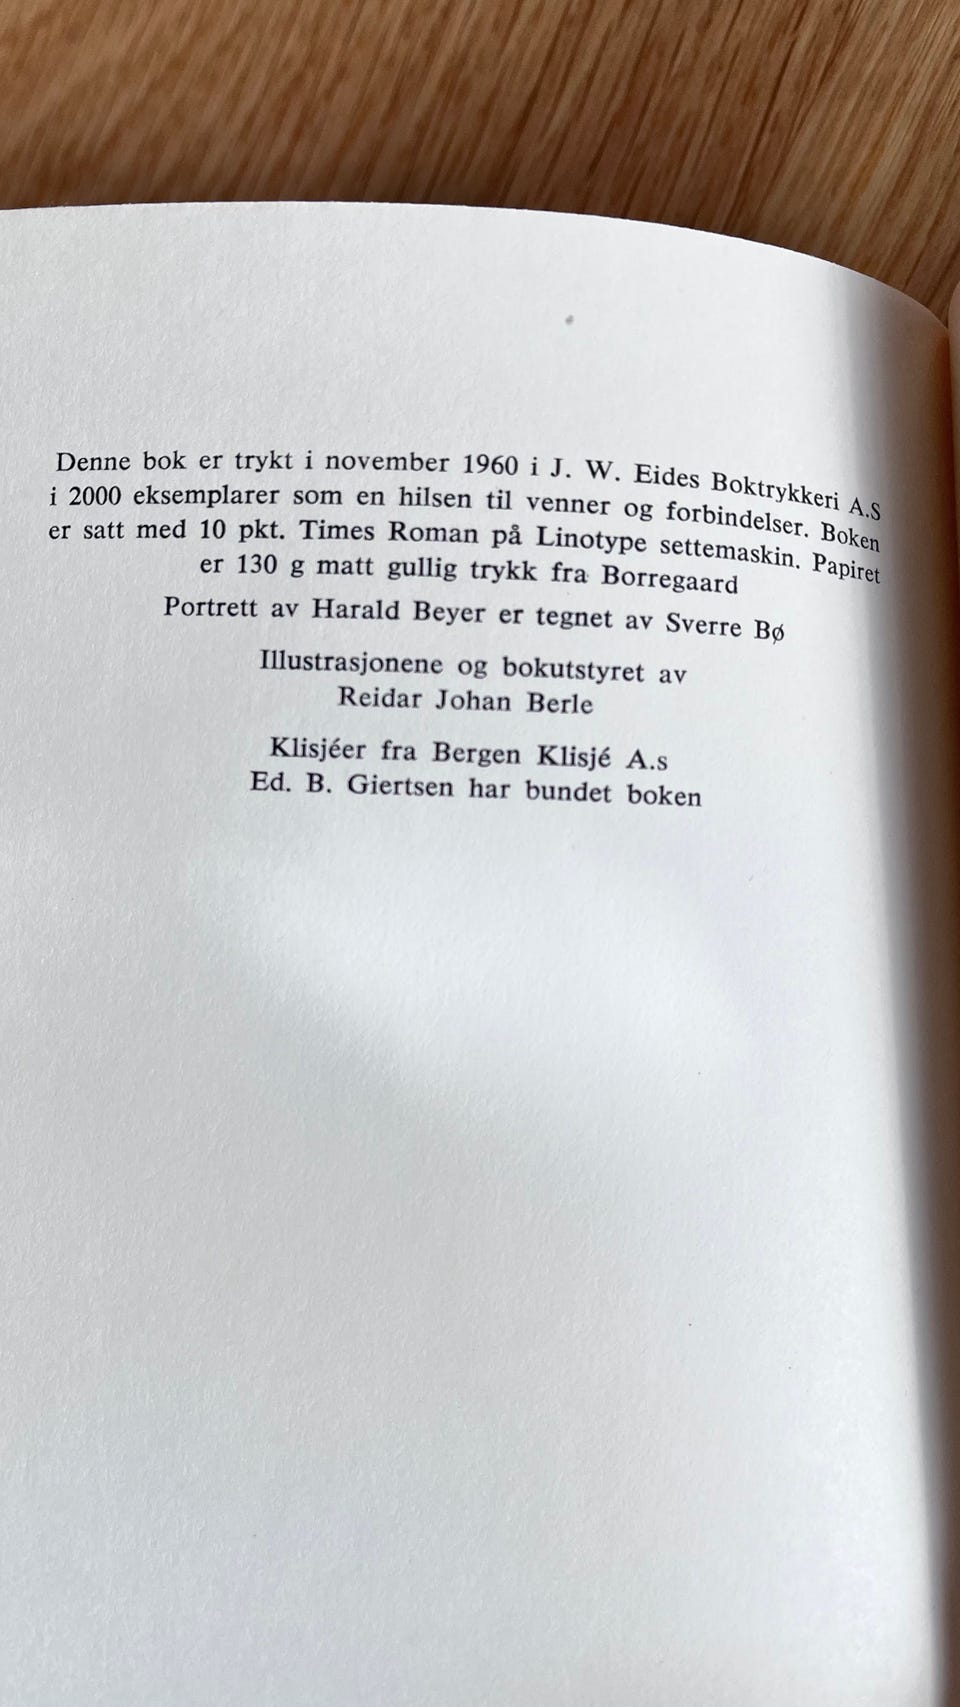 Denne bok er trykt i november 1960 i J. W. Eides Boktrykkeri A.S
i 2000 eksemplarer som en hilsen til venner og forbindelser. Boken
er satt med 10 pkt. Times Roman på Linotype settemaskin. Papiret
er 130 g matt gullig trykk fra Borregaard
Portrett av Harald Beyer er tegnet av Sverre Bø
Illustrasjonene og bokutstyret av
Reidar Johan Berle
Klisjéer fra Bergen Klisjé A.s
Ed. B. Giertsen har bundet boken